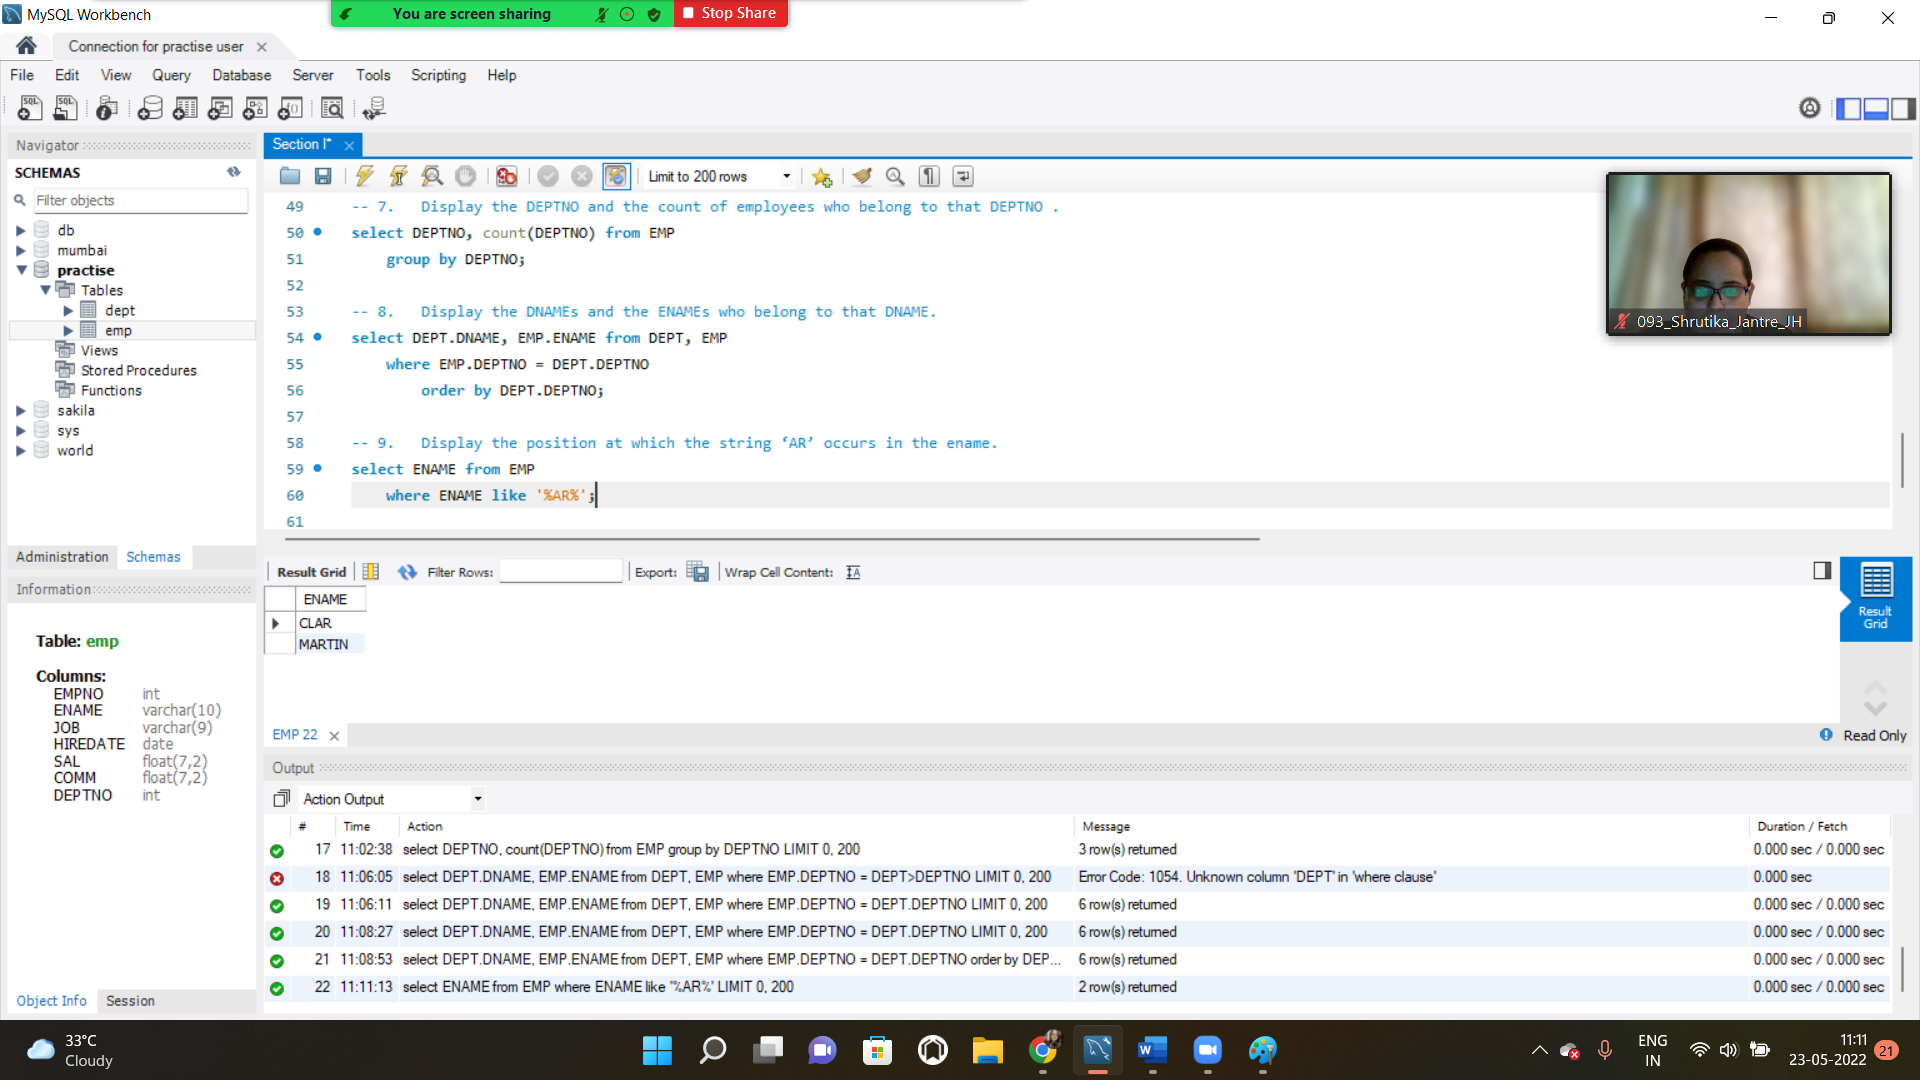 MySQL Workbench
You are screen sharing
Stop Share
Connection for practise user
File Edit View Query Database Server Tools Scripting Help
Navigator
SCHEMAS
Filter objects
db
mumbai
practise
Tables
dept
emp
Views
Stored Procedures
Functions
sakila
sys
world
Administration Schemas
Information
Table: emp
Columns:
EMPNO int
ENAME varchar(10)
JOB varchar(9)
HIREDATE date
SAL float(7,2)
COMM float(7,2)
DEPTNO int
Object Info Session
Section I*
Limit to 200 rows
49 -- 7. Display the DEPTNO and the count of employees who belong to that DEPTNO .
50 select DEPTNO, count(DEPTNO) from EMP
51 group by DEPTNO;
52
53 -- 8. Display the DNAMEs and the ENAMEs who belong to that DNAME.
54 select DEPT.DNAME, EMP.ENAME from DEPT, EMP
55 where EMP.DEPTNO = DEPT.DEPTNO
56 order by DEPT.DEPTNO;
57
58 -- 9. Display the position at which the string ‘AR’ occurs in the ename.
59 select ENAME from EMP
60 where ENAME like '%AR%';
61
093_Shrutika_Jantre_JH
Result Grid Filter Rows: Export: Wrap Cell Content:
ENAME
CLAR
MARTIN
Result
Grid
EMP 22
Read Only
Output
Action Output
# Time Action Message Duration / Fetch
17 11:02:38 select DEPTNO, count(DEPTNO) from EMP group by DEPTNO LIMIT 0, 200 3 row(s) returned 0.000 sec / 0.000 sec
18 11:06:05 select DEPT.DNAME, EMP.ENAME from DEPT, EMP where EMP.DEPTNO = DEPT>DEPTNO LIMIT 0, 200 Error Code: 1054. Unknown column 'DEPT' in 'where clause' 0.000 sec
19 11:06:11 select DEPT.DNAME, EMP.ENAME from DEPT, EMP where EMP.DEPTNO = DEPT.DEPTNO LIMIT 0, 200 6 row(s) returned 0.000 sec / 0.000 sec
20 11:08:27 select DEPT.DNAME, EMP.ENAME from DEPT, EMP where EMP.DEPTNO = DEPT.DEPTNO LIMIT 0, 200 6 row(s) returned 0.000 sec / 0.000 sec
21 11:08:53 select DEPT.DNAME, EMP.ENAME from DEPT, EMP where EMP.DEPTNO = DEPT.DEPTNO order by DEP... 6 row(s) returned 0.000 sec / 0.000 sec
22 11:11:13 select ENAME from EMP where ENAME like '%AR%' LIMIT 0, 200 2 row(s) returned 0.000 sec / 0.000 sec
33°C
Cloudy
ENG
IN
11:11
23-05-2022
21